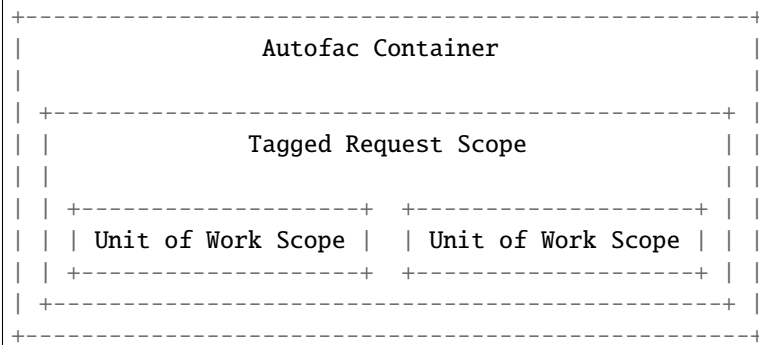 Autofac Container
Tagged Request Scope
Unit of Work Scope Unit of Work Scope